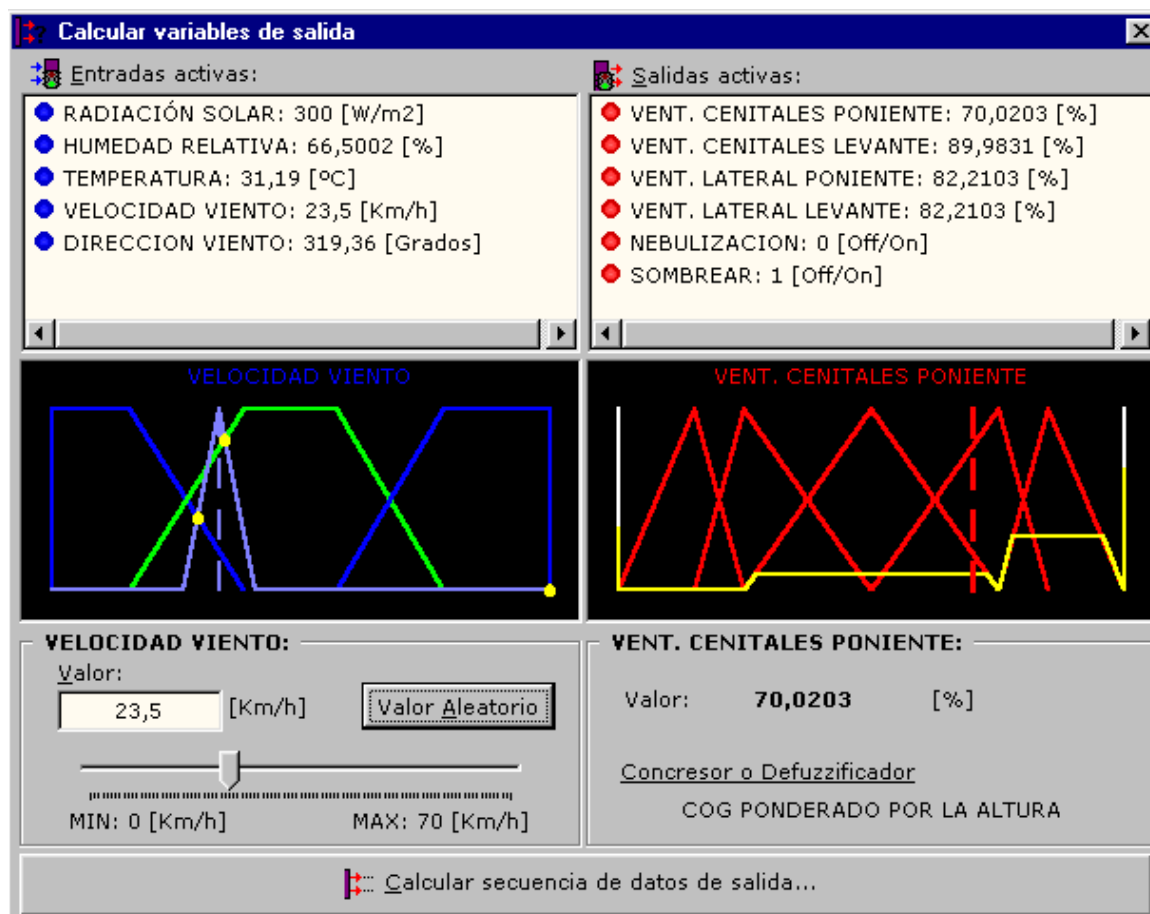 Calcular variables de salida
Entradas activas:
RADIACIÓN SOLAR: 300 [W/m2]
HUMEDAD RELATIVA: 66,5002 [%]
TEMPERATURA: 31,19 [ºC]
VELOCIDAD VIENTO: 23,5 [Km/h]
DIRECCION VIENTO: 319,36 [Grados]
Salidas activas:
VENT. CENITALES PONIENTE: 70,0203 [%]
VENT. CENITALES LEVANTE: 89,9831 [%]
VENT. LATERAL PONIENTE: 82,2103 [%]
VENT. LATERAL LEVANTE: 82,2103 [%]
NEBULIZACION: 0 [Off/On]
SOMBREAR: 1 [Off/On]
VELOCIDAD VIENTO
VENT. CENITALES PONIENTE
VELOCIDAD VIENTO:
Valor:
23,5 [Km/h] Valor Aleatorio
MIN: 0 [Km/h] MAX: 70 [Km/h]
VENT. CENITALES PONIENTE:
Valor: 70,0203 [%]
Concresor o Defuzzificador
COG PONDERADO POR LA ALTURA
Calcular secuencia de datos de salida...